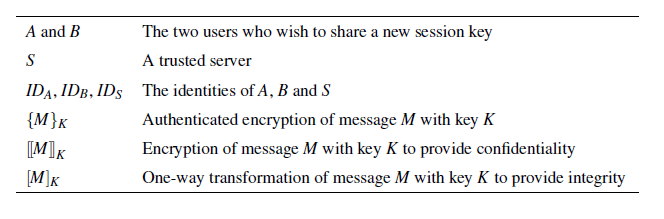 A and B The two users who wish to share a new session key
S A trusted server
ID_A, ID_B, ID_S The identities of A, B and S
{M}_K Authenticated encryption of message M with key K
⟦M⟧_K Encryption of message M with key K to provide confidentiality
[M]_K One-way transformation of message M with key K to provide integrity